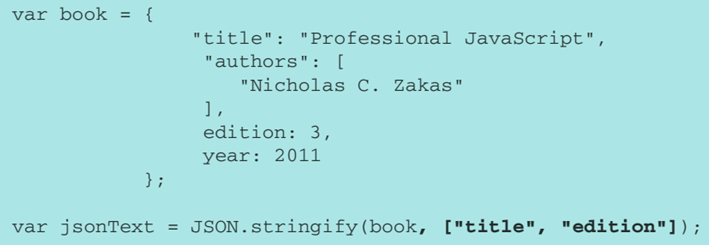 var book = {
"title": "Professional JavaScript",
"authors": [
"Nicholas C. Zakas"
],
edition: 3,
year: 2011
};
var jsonText = JSON.stringify(book, ["title", "edition"]);